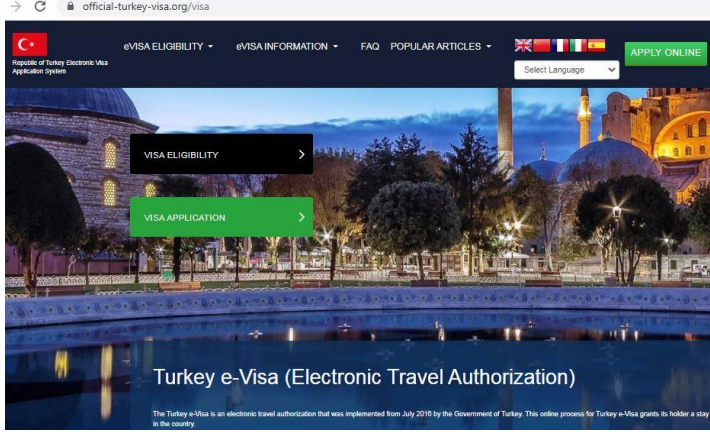 official-turkey-visa.org/visa
eVISA ELIGIBILITY
eVISA INFORMATION
FAQ
POPULAR ARTICLES
APPLY ONLINE
Republic of Turkey Electronic Visa
Application System
Select Language
VISA ELIGIBILITY
VISA APPLICATION
Turkey e-Visa (Electronic Travel Authorization)
The Turkey e-Visa is an electronic travel authorization that was implemented from July 2016 by the Government of Turkey. This online process for Turkey e-Visa grants its holder a stay
in the country.